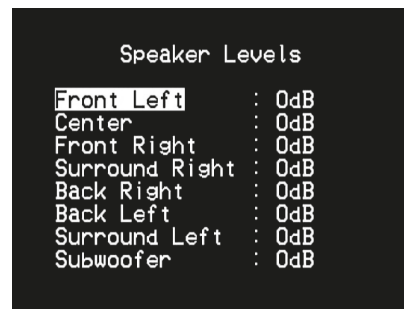 Speaker Levels
Front Left : 0dB
Center : 0dB
Front Right : 0dB
Surround Right : 0dB
Back Right : 0dB
Back Left : 0dB
Surround Left : 0dB
Subwoofer : 0dB